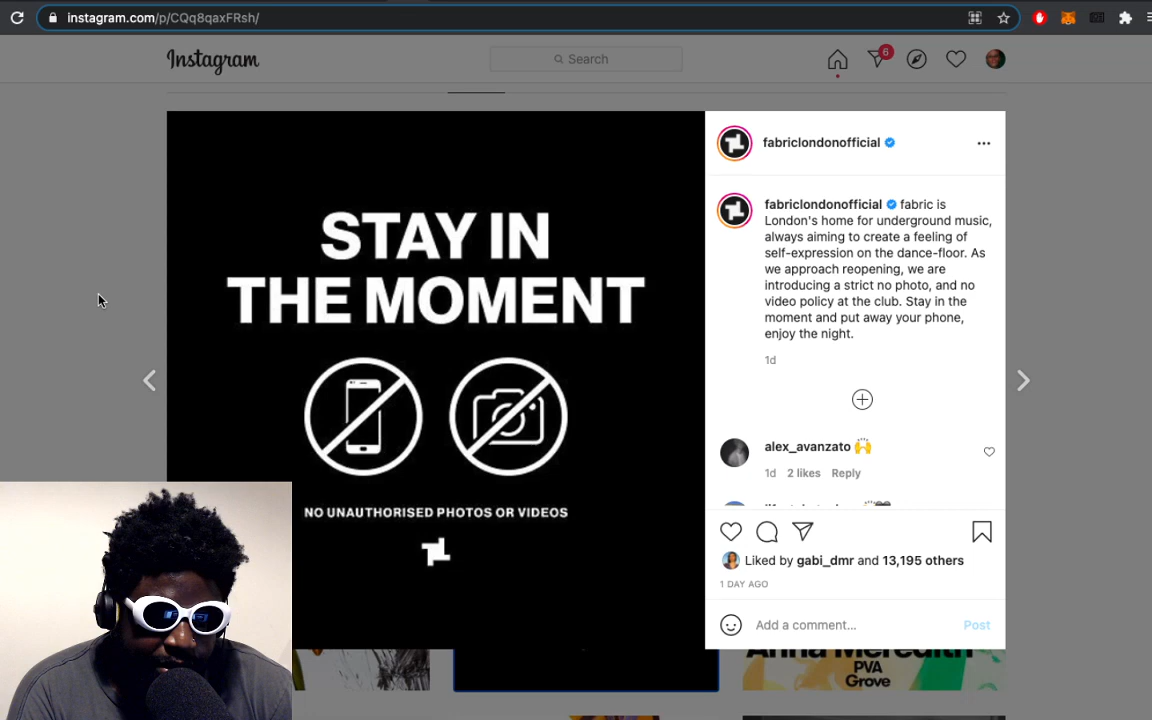 instagram.com/p/CQq8qaxFRsh/
Instagram
Search
6
STAY IN
THE MOMENT
NO UNAUTHORISED PHOTOS OR VIDEOS
fabriclondonofficial
fabriclondonofficial fabric is
London's home for underground music,
always aiming to create a feeling of
self-expression on the dance-floor. As
we approach reopening, we are
introducing a strict no photo, and no
video policy at the club. Stay in the
moment and put away your phone,
enjoy the night.
1d
alex_avanzato 🙌
1d 2 likes Reply
Liked by gabi_dmr and 13,195 others
1 DAY AGO
Add a comment... Post
Anna Meredith
PVA
Grove